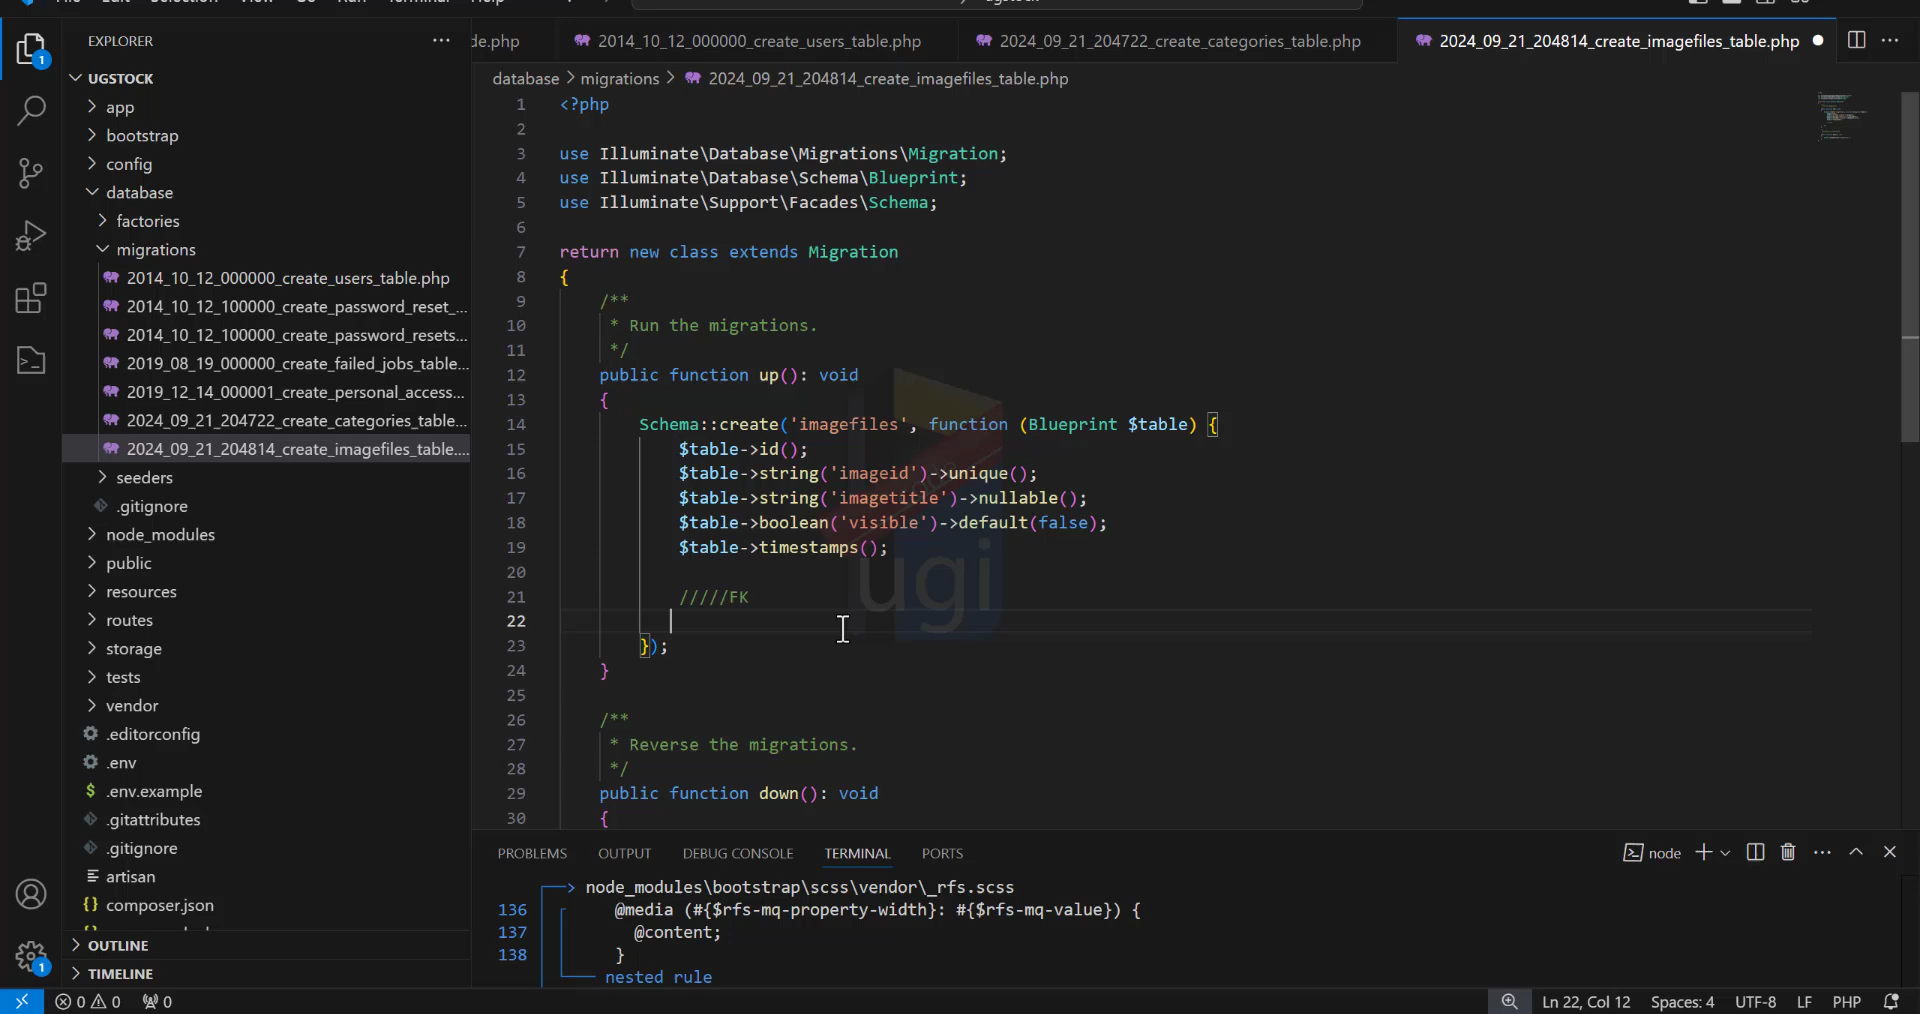 EXPLORER
de.php
2014_10_12_000000_create_users_table.php
2024_09_21_204722_create_categories_table.php
2024_09_21_204814_create_imagefiles_table.php
UGSTOCK
database > migrations > 2024_09_21_204814_create_imagefiles_table.php
app
bootstrap
config
database
factories
migrations
2014_10_12_000000_create_users_table.php
2014_10_12_100000_create_password_reset_...
2014_10_12_100000_create_password_resets...
2019_08_19_000000_create_failed_jobs_table...
2019_12_14_000001_create_personal_access...
2024_09_21_204722_create_categories_table...
2024_09_21_204814_create_imagefiles_table....
seeders
.gitignore
node_modules
public
resources
routes
storage
tests
vendor
.editorconfig
.env
.env.example
.gitattributes
.gitignore
artisan
composer.json
OUTLINE
TIMELINE
1 <?php
2
3 use Illuminate\Database\Migrations\Migration;
4 use Illuminate\Database\Schema\Blueprint;
5 use Illuminate\Support\Facades\Schema;
6
7 return new class extends Migration
8 {
9 /**
10 * Run the migrations.
11 */
12 public function up(): void
13 {
14 Schema::create('imagefiles', function (Blueprint $table) {
15 $table->id();
16 $table->string('imageid')->unique();
17 $table->string('imagetitle')->nullable();
18 $table->boolean('visible')->default(false);
19 $table->timestamps();
20
21 /////FK
22
23 });
24 }
25
26 /**
27 * Reverse the migrations.
28 */
29 public function down(): void
30 {
ugi
PROBLEMS OUTPUT DEBUG CONSOLE TERMINAL PORTS
node
node_modules\bootstrap\scss\vendor\_rfs.scss
136 @media (#{$rfs-mq-property-width}: #{$rfs-mq-value}) {
137 @content;
138 }
nested rule
0 0 0
Ln 22, Col 12 Spaces: 4 UTF-8 LF PHP
1
1